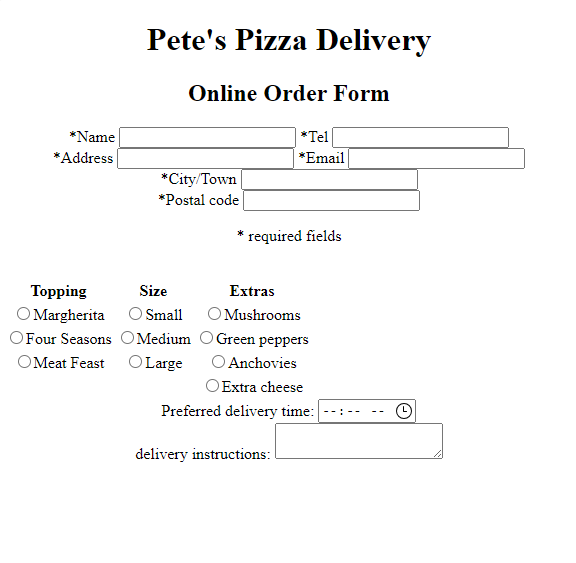 Pete's Pizza Delivery
Online Order Form
*Name *Tel
*Address *Email
*City/Town
*Postal code
* required fields
Topping Size Extras
Margherita Small Mushrooms
Four Seasons Medium Green peppers
Meat Feast Large Anchovies
Extra cheese
Preferred delivery time: --:-- --
delivery instructions: